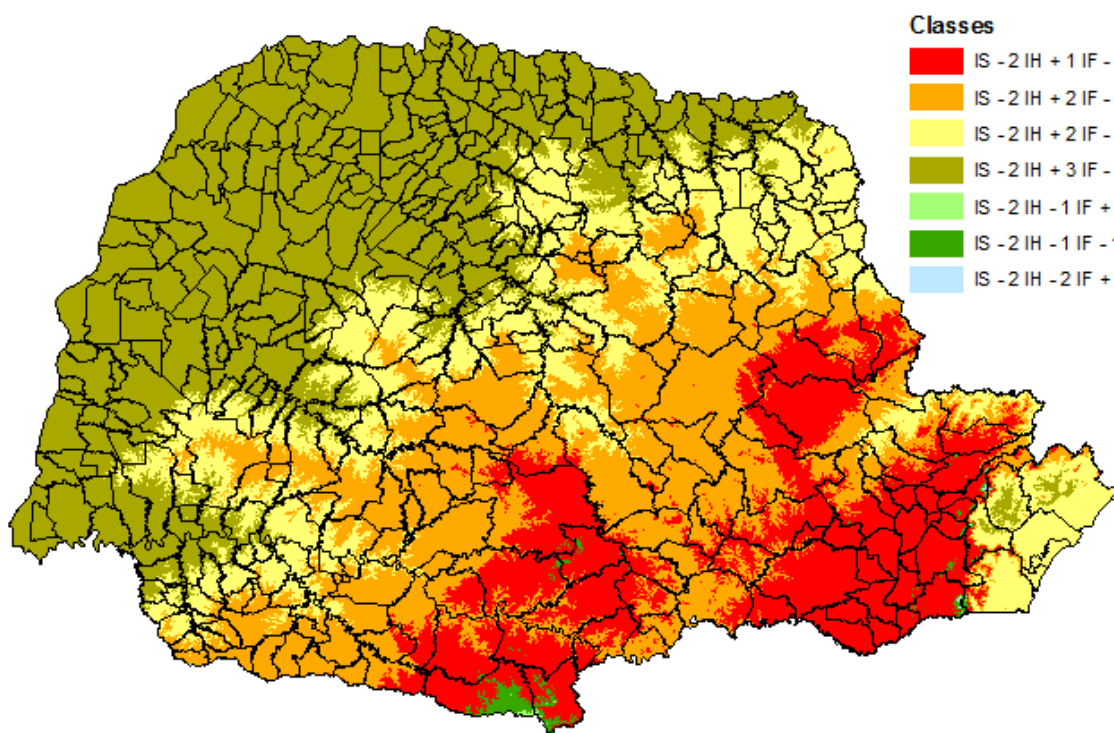 Classes
IS - 2 IH + 1 IF -
IS - 2 IH + 2 IF -
IS - 2 IH + 2 IF -
IS - 2 IH + 3 IF -
IS - 2 IH - 1 IF +
IS - 2 IH - 1 IF - 1
IS - 2 IH - 2 IF +